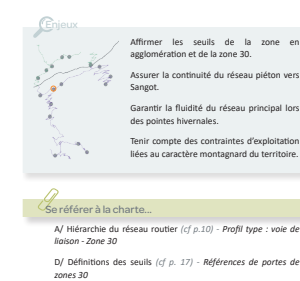 Enjeux
Affirmer les seuils de la zone en
agglomération et de la zone 30.
Assurer la continuité du réseau piéton vers
Sangot.
Garantir la fluidité du réseau principal lors
des pointes hivernales.
Tenir compte des contraintes d'exploitation
liées au caractère montagnard du territoire.
Se référer à la charte...
A/ Hiérarchie du réseau routier (cf p.10) - Profil type : voie de
liaison - Zone 30
D/ Définitions des seuils (cf p. 17) - Références de portes de
zones 30